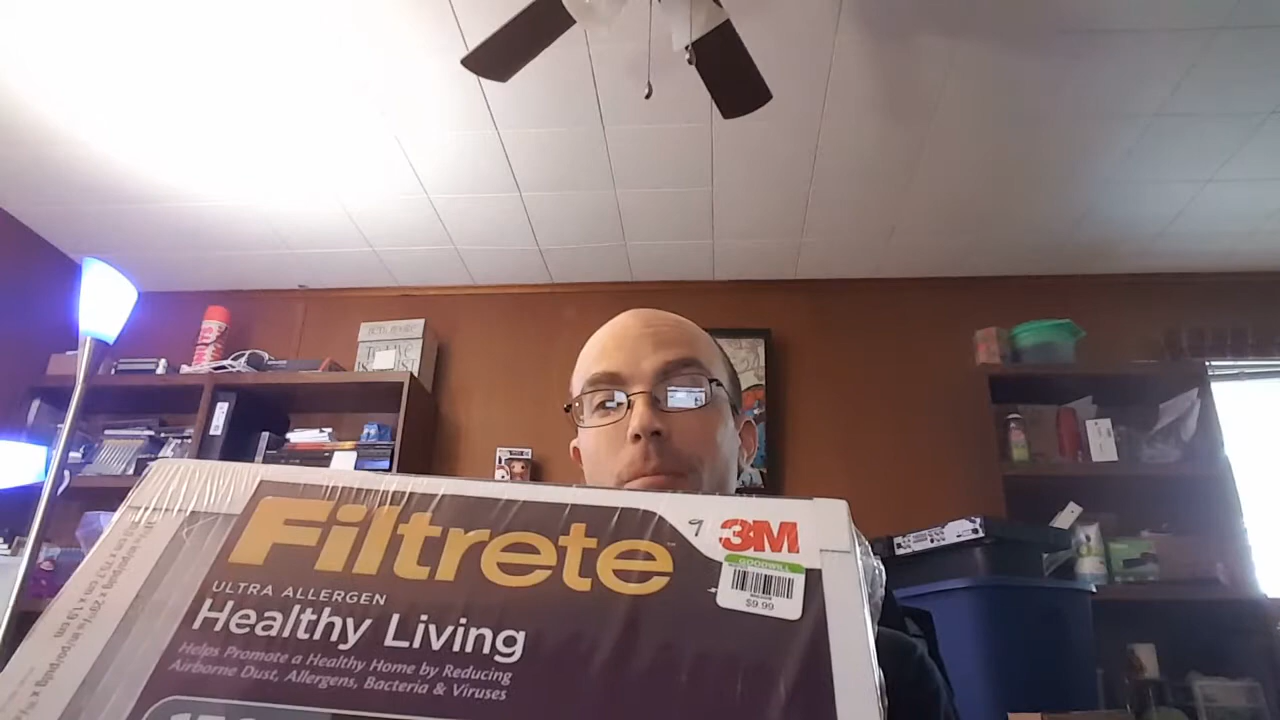 Filtrete
9
3M
GOODWILL
$9.99
ULTRA ALLERGEN
Healthy Living
Helps Promote a Healthy Home by Reducing
Airborne Dust, Allergens, Bacteria & Viruses